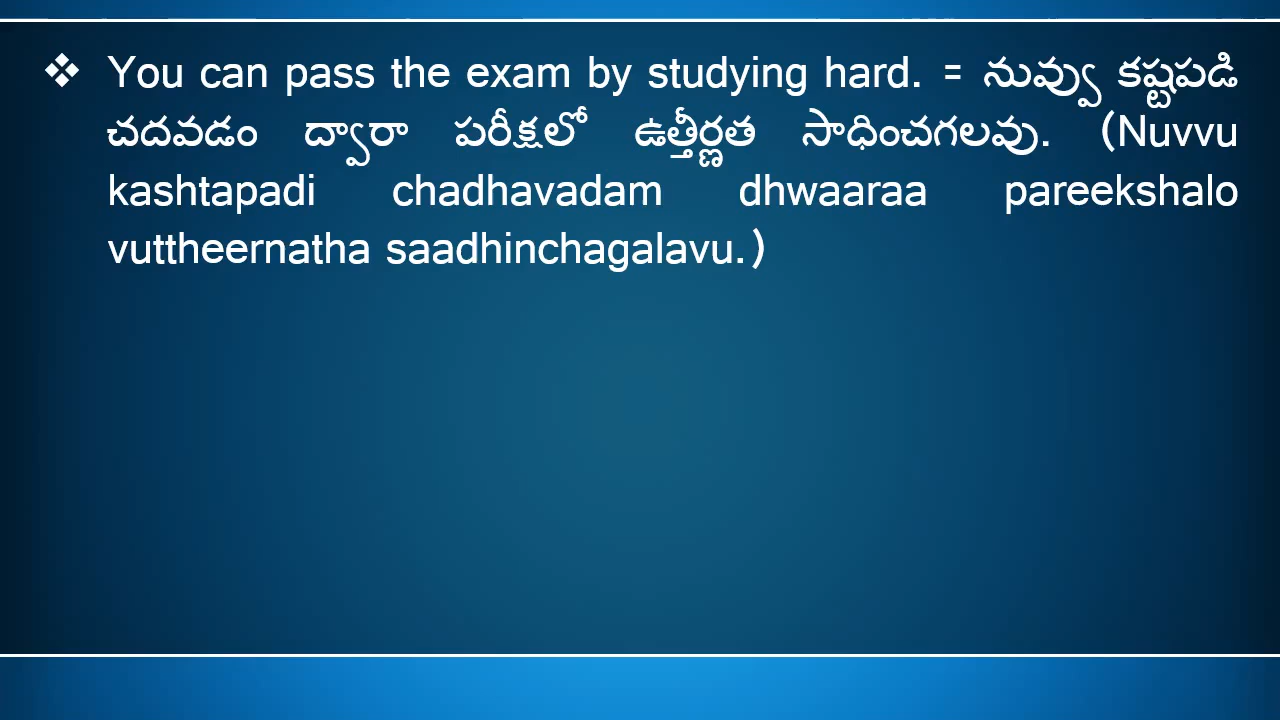 ❖ You can pass the exam by studying hard. = నువ్వు కష్టపడి
చదవడం ద్వారా పరీక్షలో ఉత్తీర్ణత సాధించగలవు. (Nuvvu
kashtapadi chadhavadam dhwaaraa pareekshalo
vuttheernatha saadhinchagalavu.)